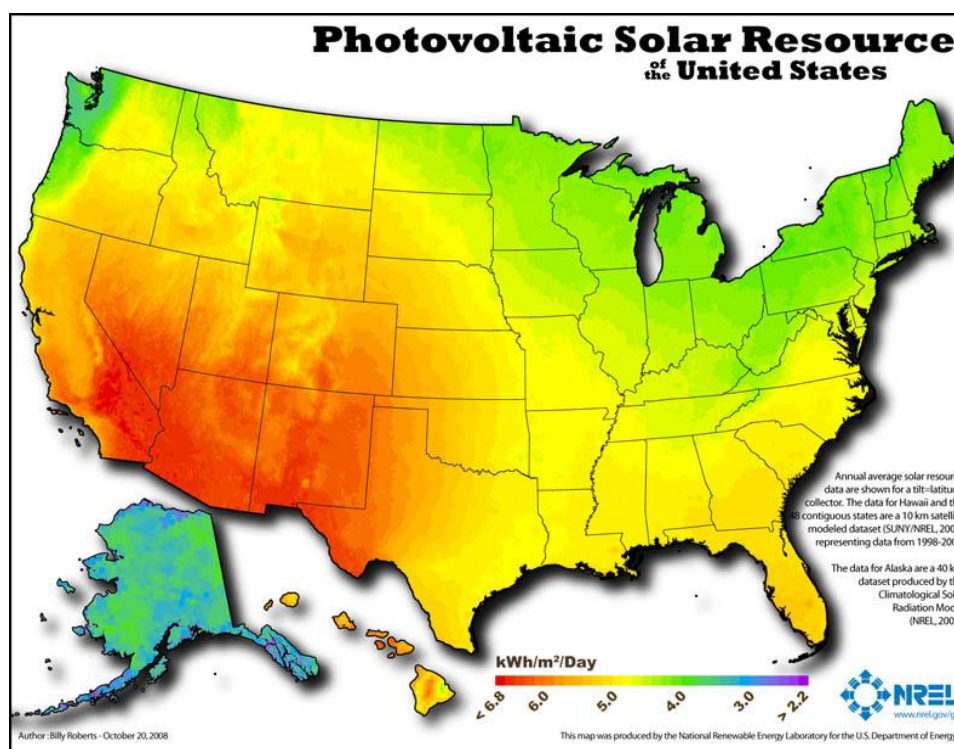 Photovoltaic Solar Resource
of the United States
Annual average solar resour
data are shown for a tilt=latitu
collector. The data for Hawaii and th
48 contiguous states are a 10 km satelli
modeled dataset (SUNY/NREL, 200
representing data from 1998-200
The data for Alaska are a 40 k
dataset produced by th
Climatological Sol
Radiation Mod
(NREL, 200
kWh/m²/Day
< 6.8 6.0 5.0 4.0 3.0 > 2.2
NREL
www.nrel.gov/g
Author : Billy Roberts - October 20, 2008
This map was produced by the National Renewable Energy Laboratory for the U.S. Department of Energy